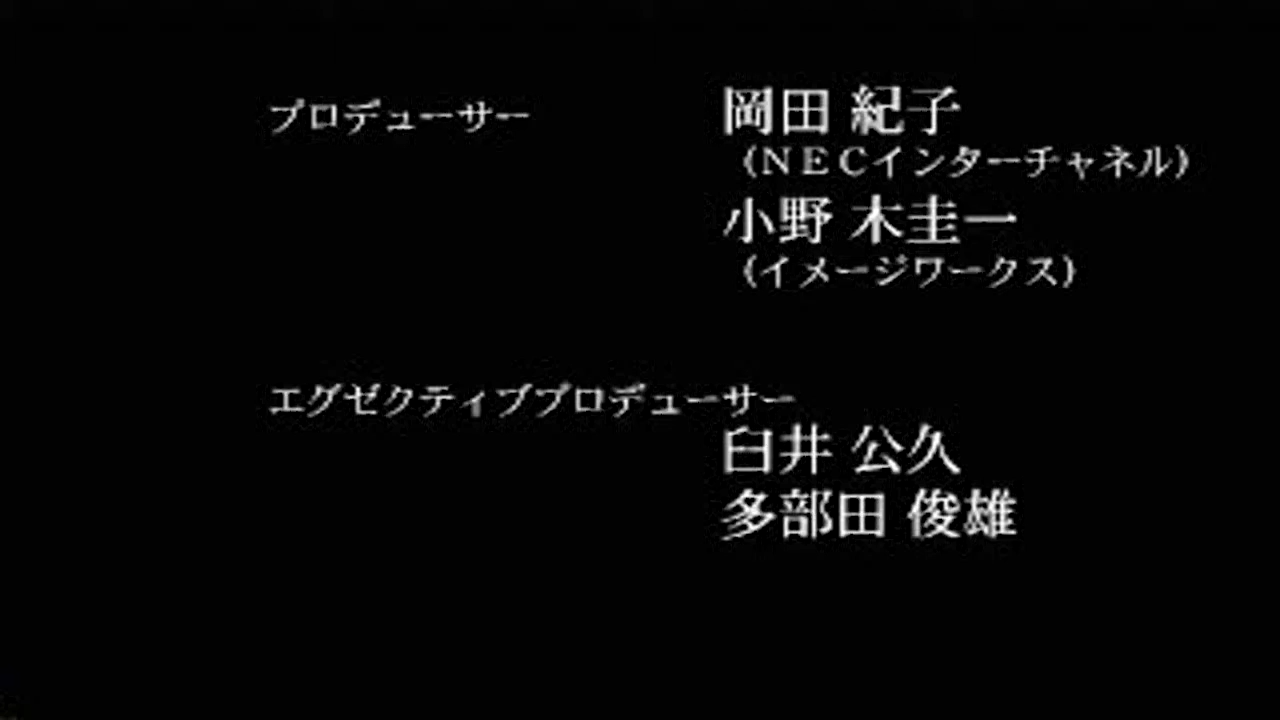 プロデューサー
岡田 紀子
（ＮＥＣインターチャネル）
小野 木圭一
（イメージワークス）
エグゼクティブプロデューサー
臼井 公久
多部田 俊雄